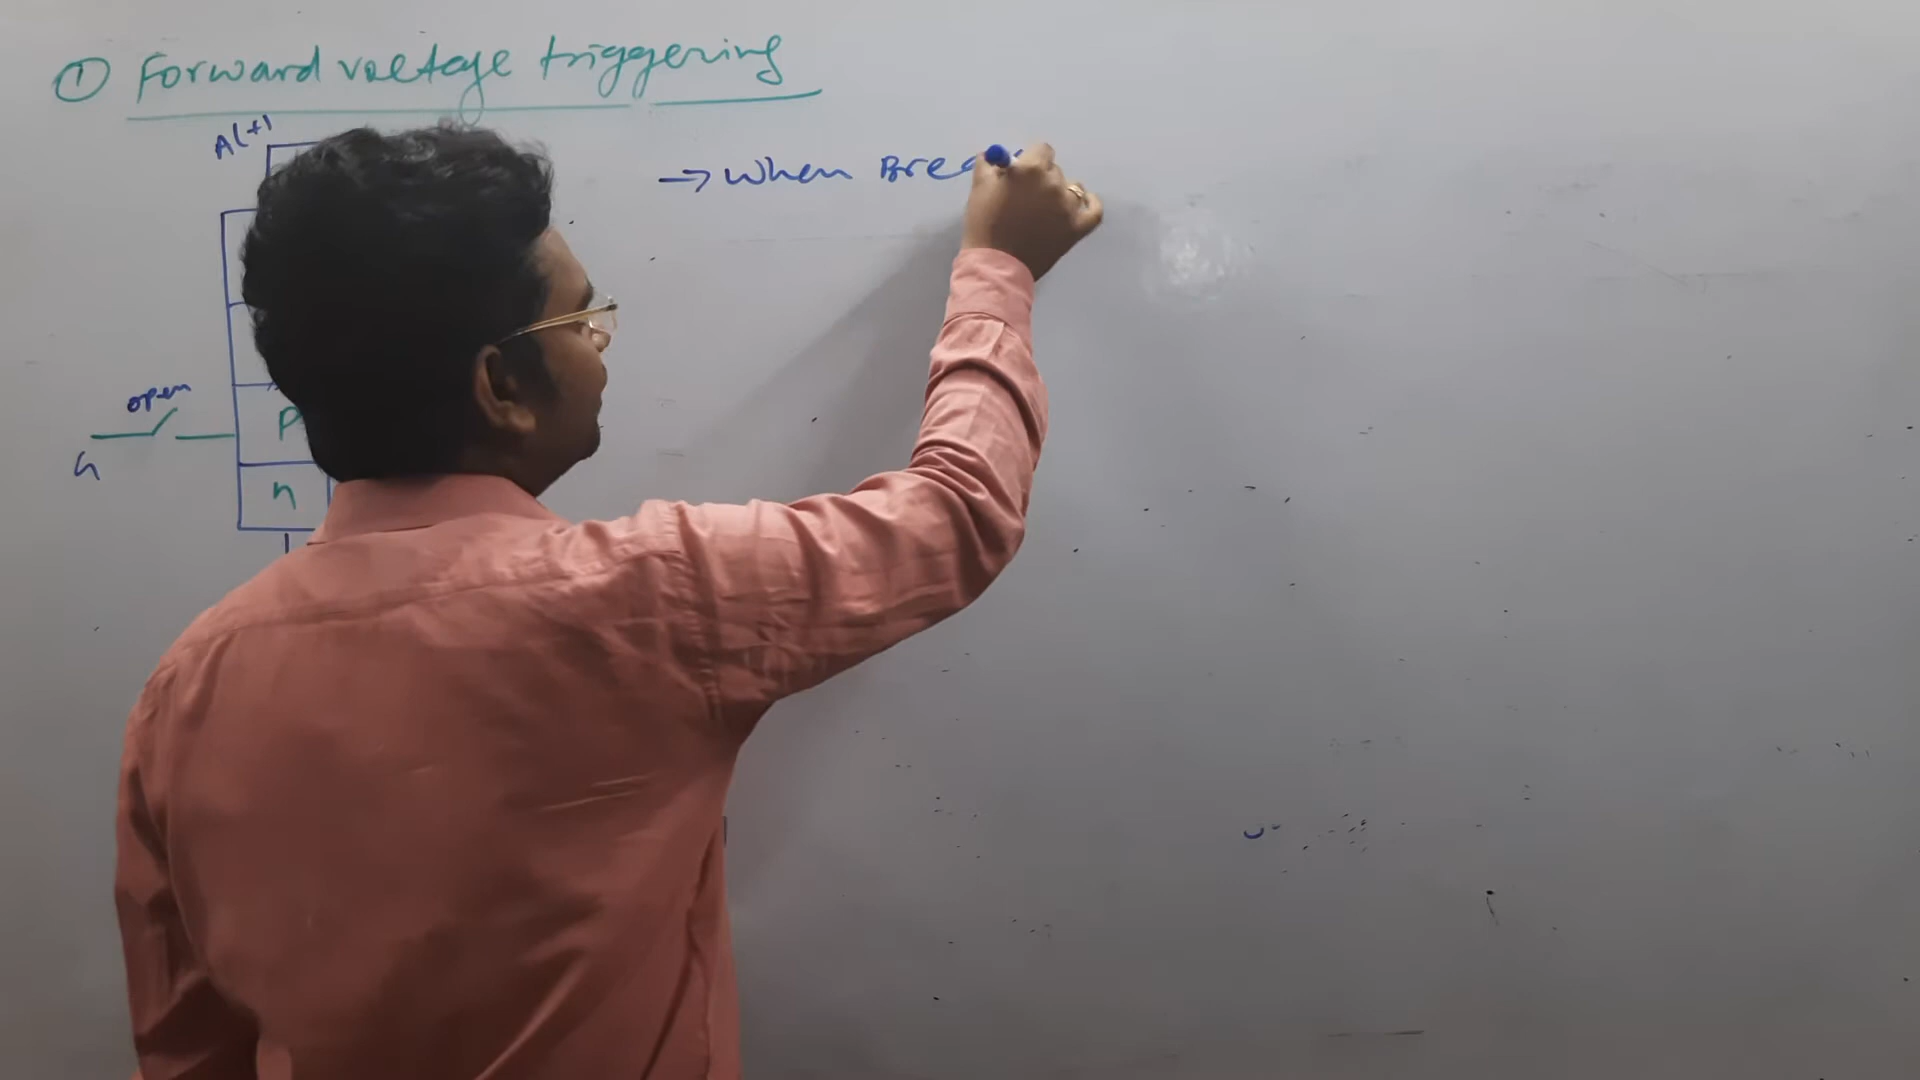 ① Forward voltage triggering
A(+)
→ When Brea
open
P
G
n